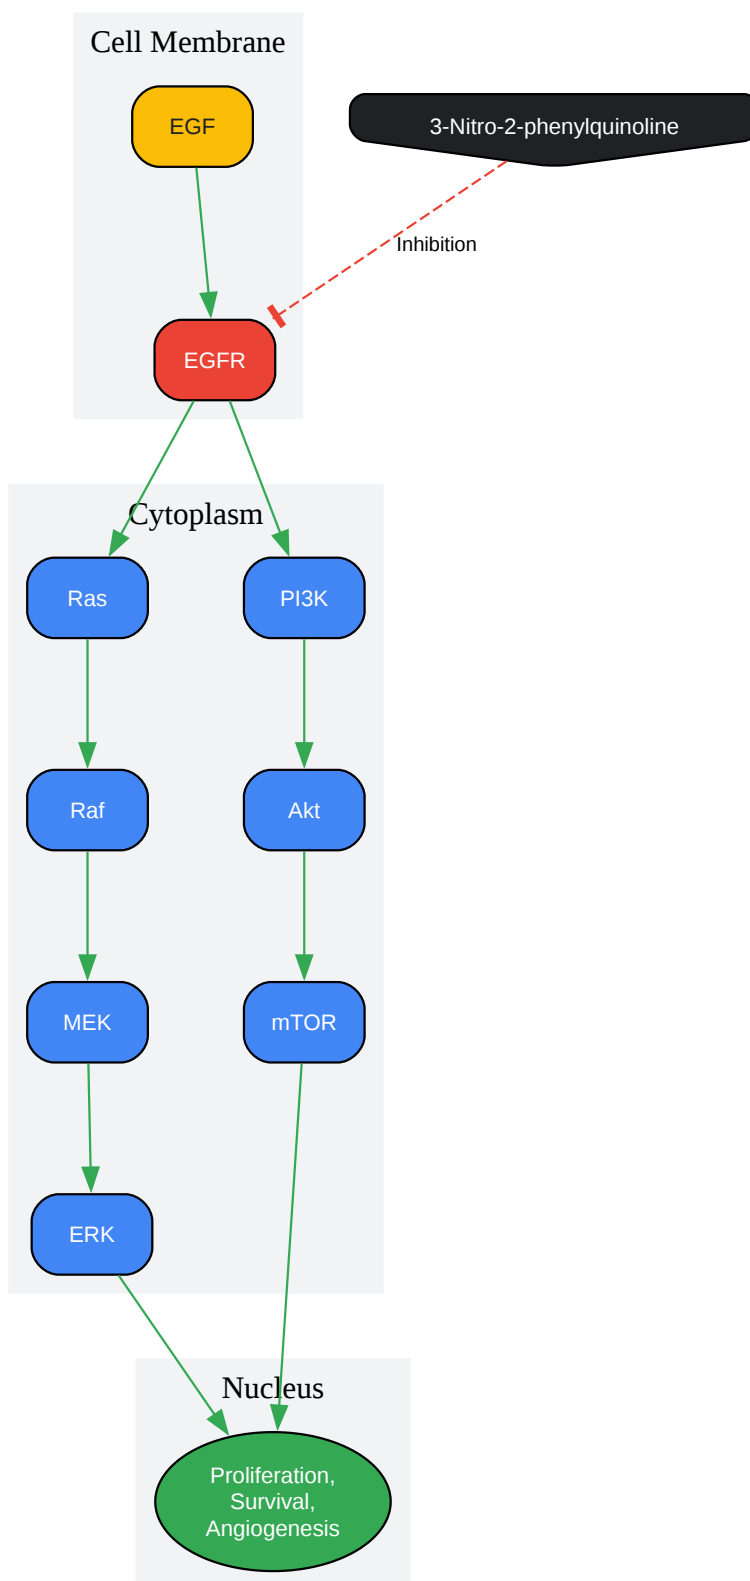 Cell Membrane
EGF
3-Nitro-2-phenylquinoline
Inhibition
EGFR
Cytoplasm
Ras
PI3K
Raf
Akt
MEK
mTOR
ERK
Nucleus
Proliferation,
Survival,
Angiogenesis